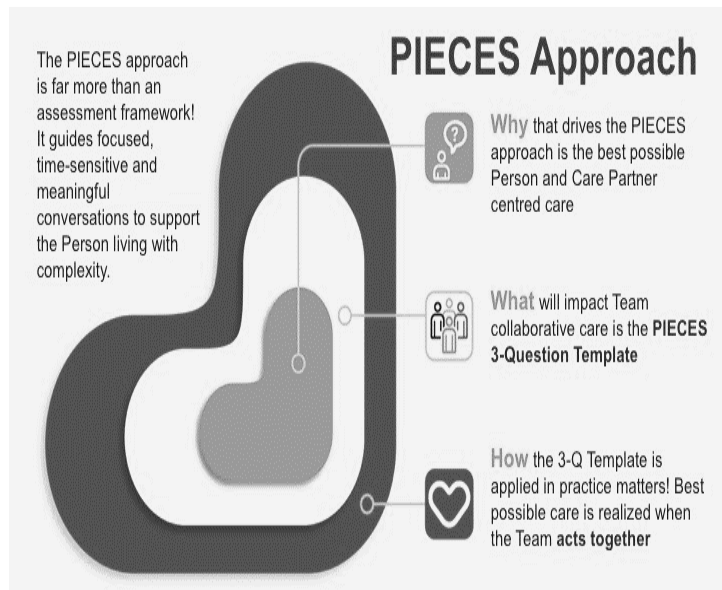 PIECES Approach
The PIECES approach
is far more than an
assessment framework!
It guides focused,
time-sensitive and
meaningful
conversations to support
the Person living with
complexity.
Why that drives the PIECES
approach is the best possible
Person and Care Partner
centred care
What will impact Team
collaborative care is the PIECES
3-Question Template
How the 3-Q Template is
applied in practice matters! Best
possible care is realized when
the Team acts together